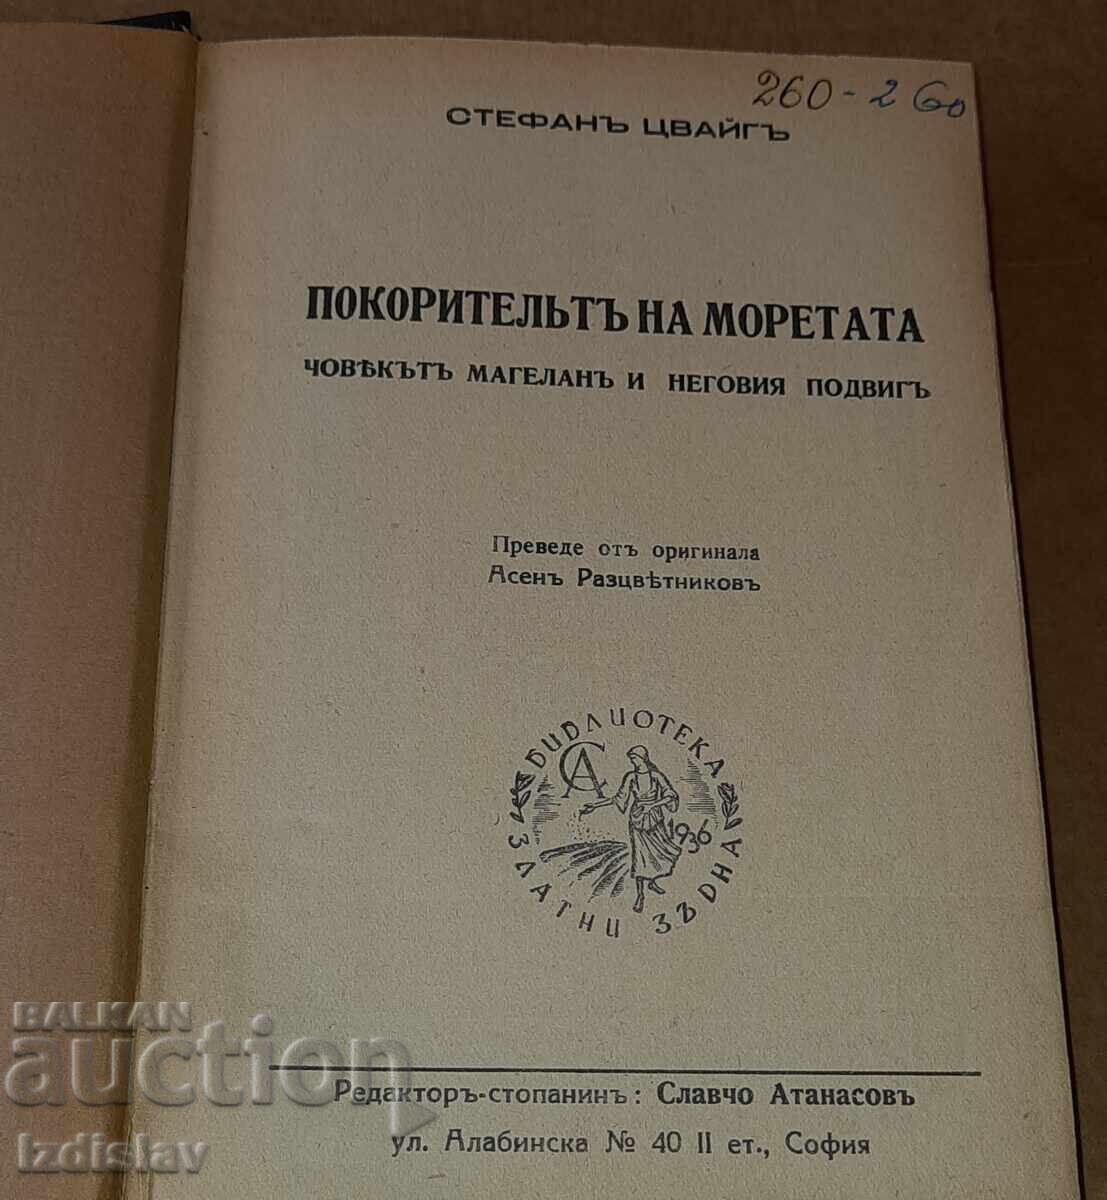 260 - 260
СТЕФАНЪ ЦВАЙГЪ
ПОКОРИТЕЛЬТЪ НА МОРЕТАТА
ЧОВѢКЪТЪ МАГЕЛАНЪ И НЕГОВИЯ ПОДВИГЪ
Преведе отъ оригинала
Асенъ Разцвѣтниковъ
БИБЛИОТЕКА
СА
1936
ЗЛАТНИ ЗЪРНА
Редакторъ-стопанинъ: Славчо Атанасовъ
ул. Алабинска № 40 II ет., София
BALKAN
auction
Izdislav